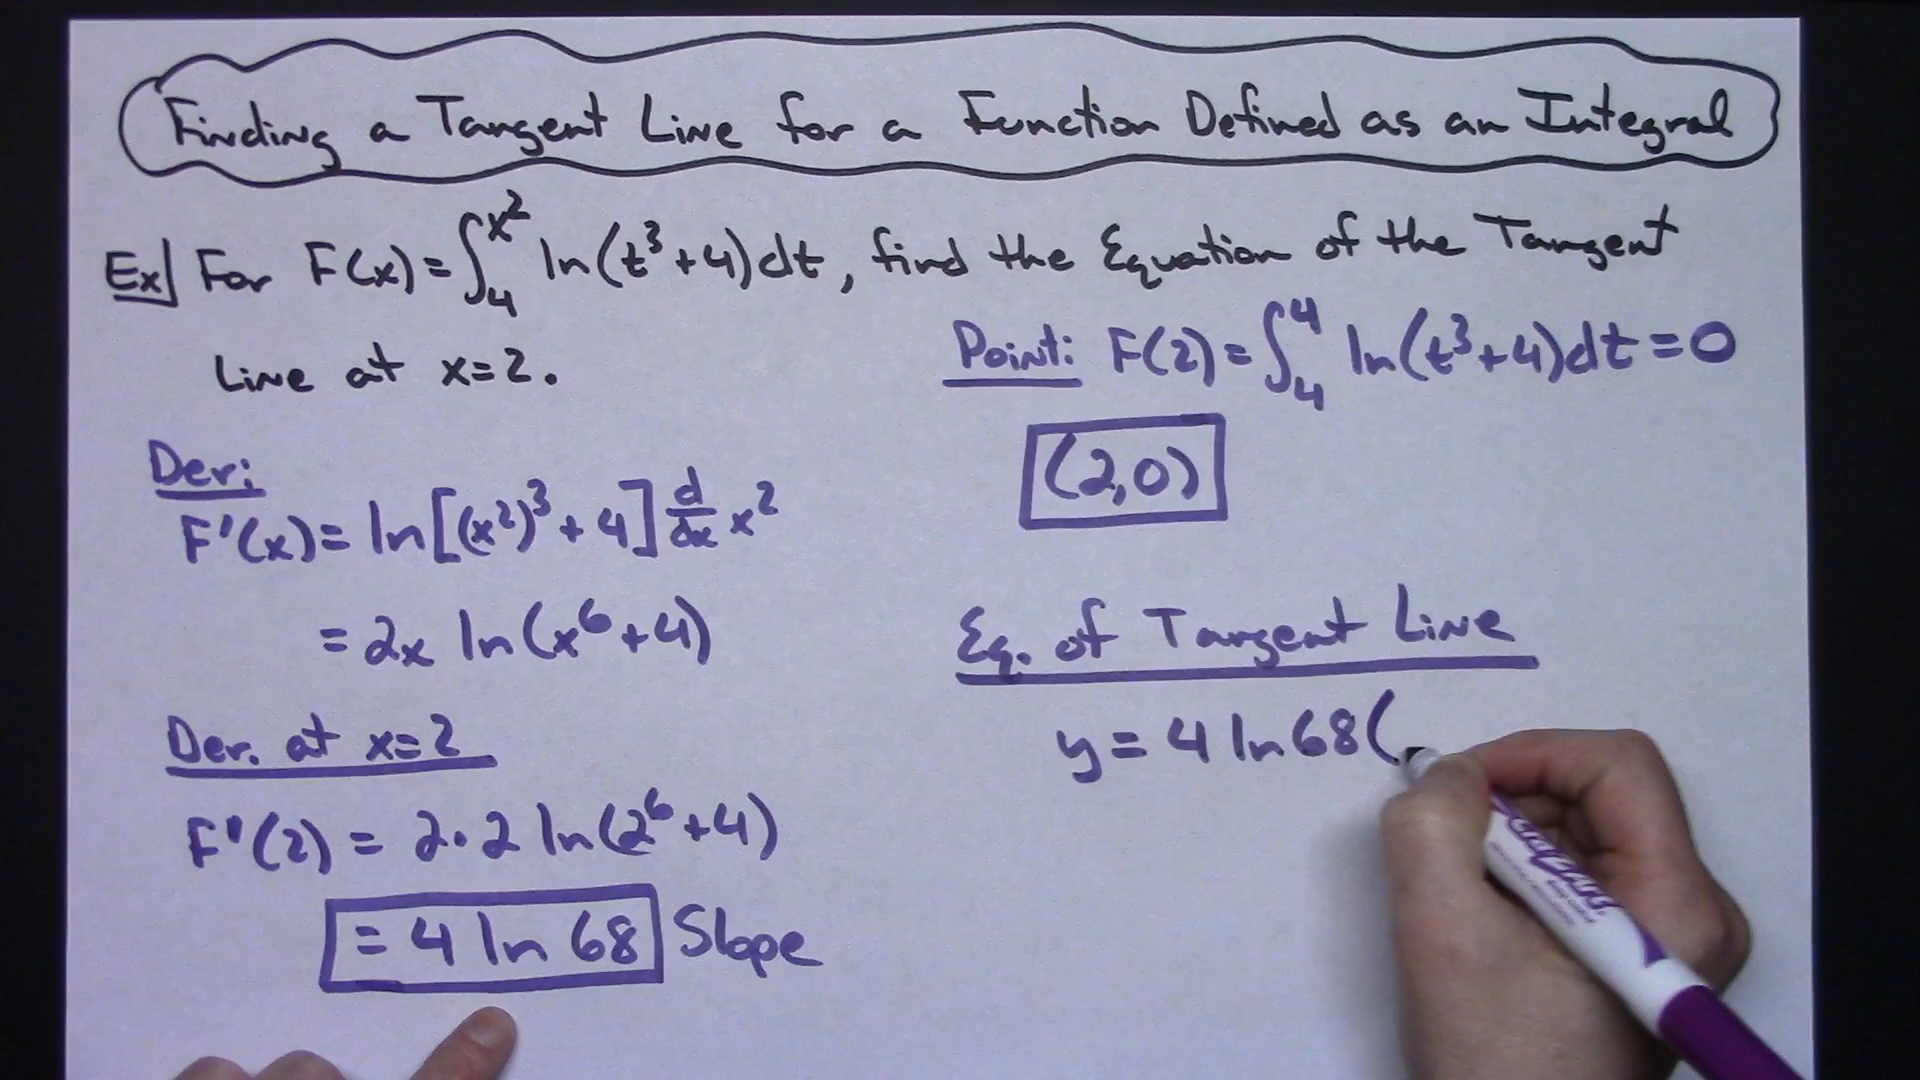 Finding a Tangent Line for a Function Defined as an Integral
Ex| For F(x) = ∫₄^x² ln(t³+4)dt, find the Equation of the Tangent
Line at x=2.
Der:
F'(x) = ln[(x²)³+4] d/dx x²
= 2x ln(x⁶+4)
Der. at x=2
F'(2) = 2·2 ln(2⁶+4)
= 4 ln 68 Slope
Point: F(2) = ∫₄⁴ ln(t³+4)dt = 0
(2,0)
Eq. of Tangent Line
y = 4 ln 68(